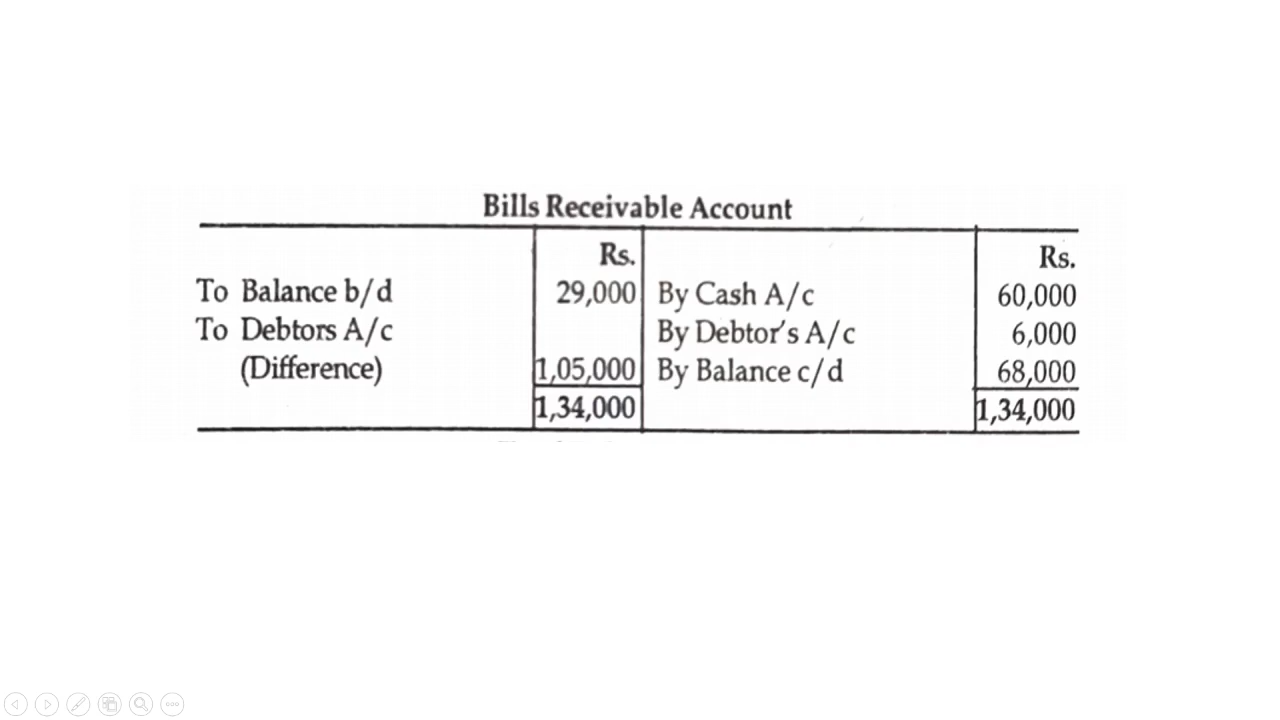 Bills Receivable Account
Rs. Rs.
To Balance b/d 29,000 By Cash A/c 60,000
To Debtors A/c By Debtor's A/c 6,000
(Difference) 1,05,000 By Balance c/d 68,000
1,34,000 1,34,000